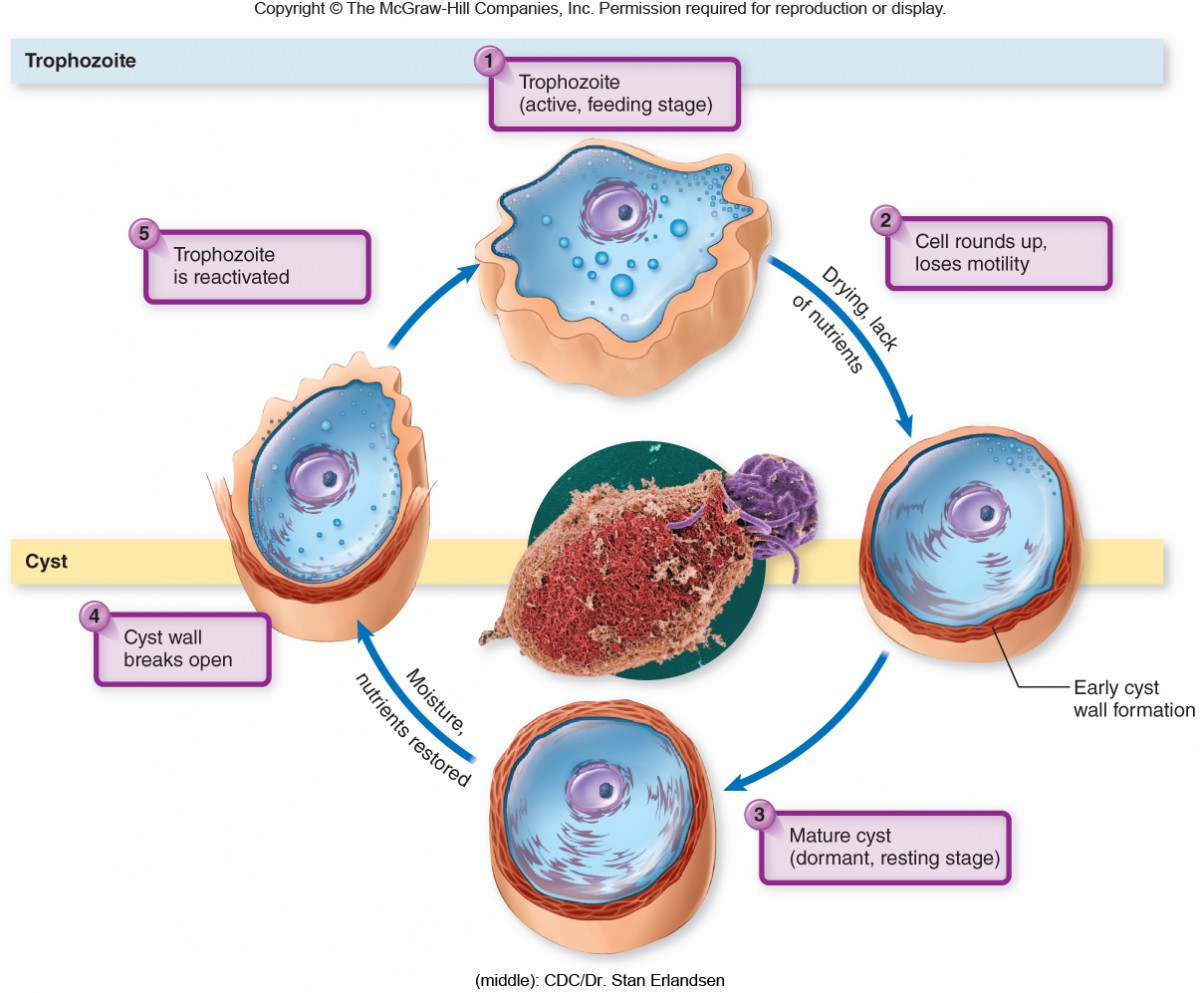 Copyright © The McGraw-Hill Companies, Inc. Permission required for reproduction or display.
Trophozoite
1
Trophozoite
(active, feeding stage)
2
Cell rounds up,
loses motility
Drying, lack
of nutrients
5
Trophozoite
is reactivated
Cyst
4
Cyst wall
breaks open
Moisture,
nutrients restored
Early cyst
wall formation
3
Mature cyst
(dormant, resting stage)
(middle): CDC/Dr. Stan Erlandsen